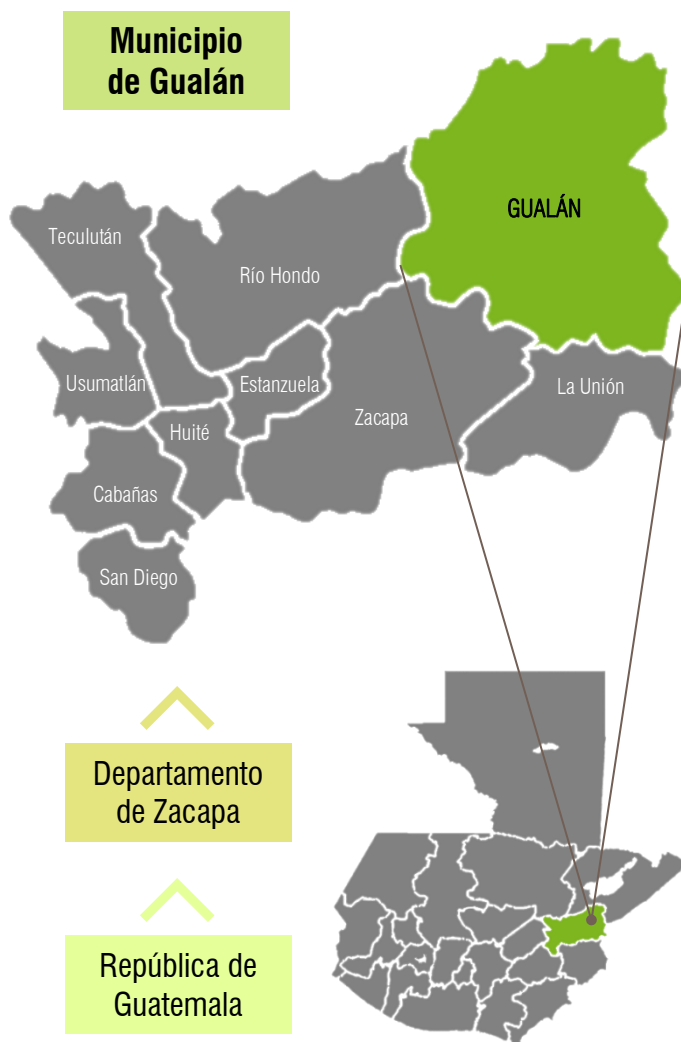 Municipio
de Gualán
GUALÁN
Teculután
Río Hondo
Usumatlán
Estanzuela
La Unión
Zacapa
Huité
Cabañas
San Diego
Departamento
de Zacapa
República de
Guatemala